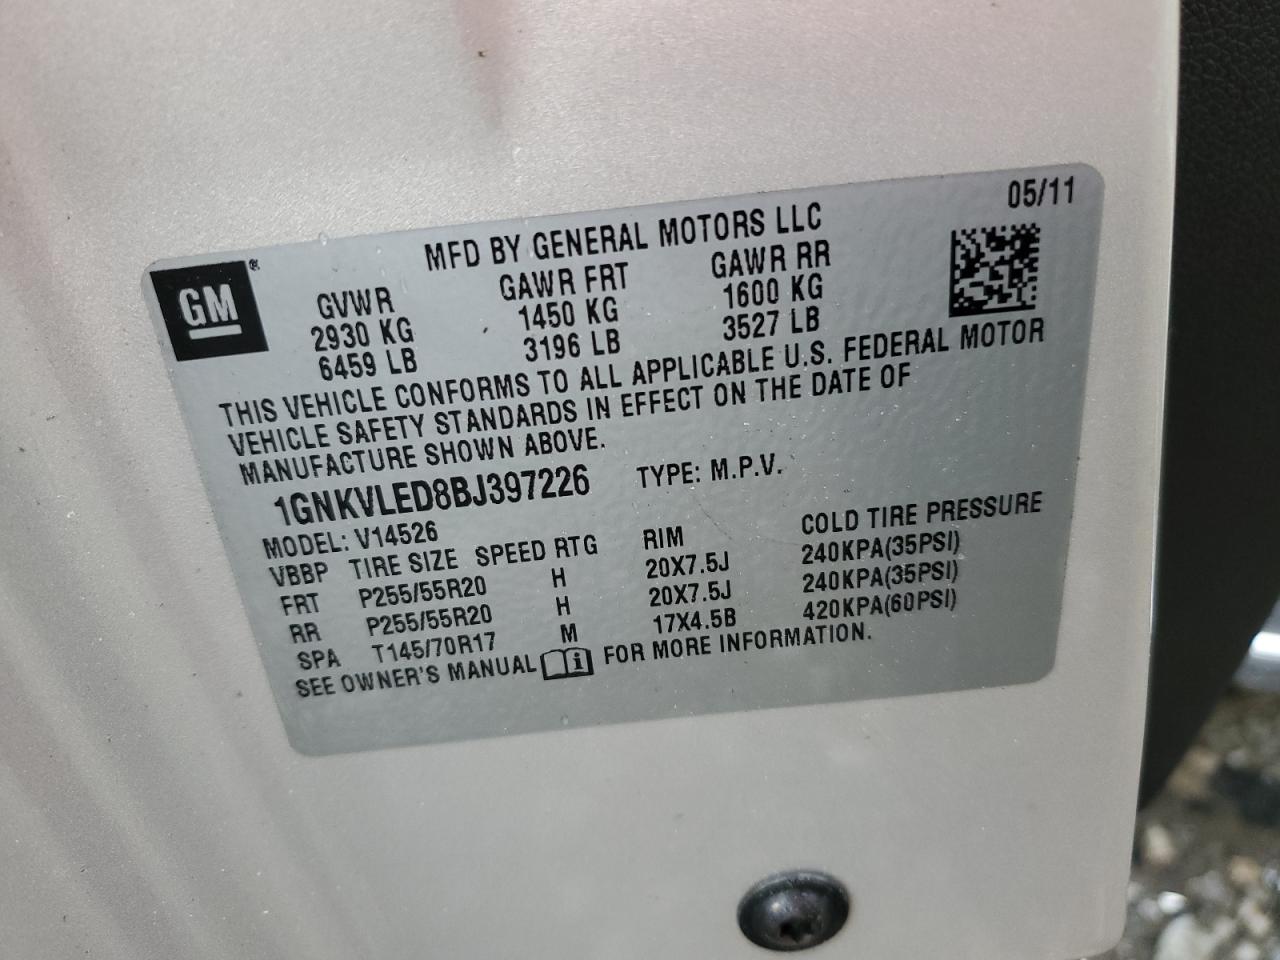 05/11
MFD BY GENERAL MOTORS LLC
GM®
GVWR GAWR FRT GAWR RR
2930 KG 1450 KG 1600 KG
6459 LB 3196 LB 3527 LB
THIS VEHICLE CONFORMS TO ALL APPLICABLE U.S. FEDERAL MOTOR
VEHICLE SAFETY STANDARDS IN EFFECT ON THE DATE OF
MANUFACTURE SHOWN ABOVE.
1GNKVLED8BJ397226 TYPE: M.P.V.
MODEL: V14526
VBBP TIRE SIZE SPEED RTG RIM COLD TIRE PRESSURE
FRT P255/55R20 H 20X7.5J 240KPA(35PSI)
RR P255/55R20 H 20X7.5J 240KPA(35PSI)
SPA T145/70R17 M 17X4.5B 420KPA(60PSI)
SEE OWNER'S MANUAL i FOR MORE INFORMATION.